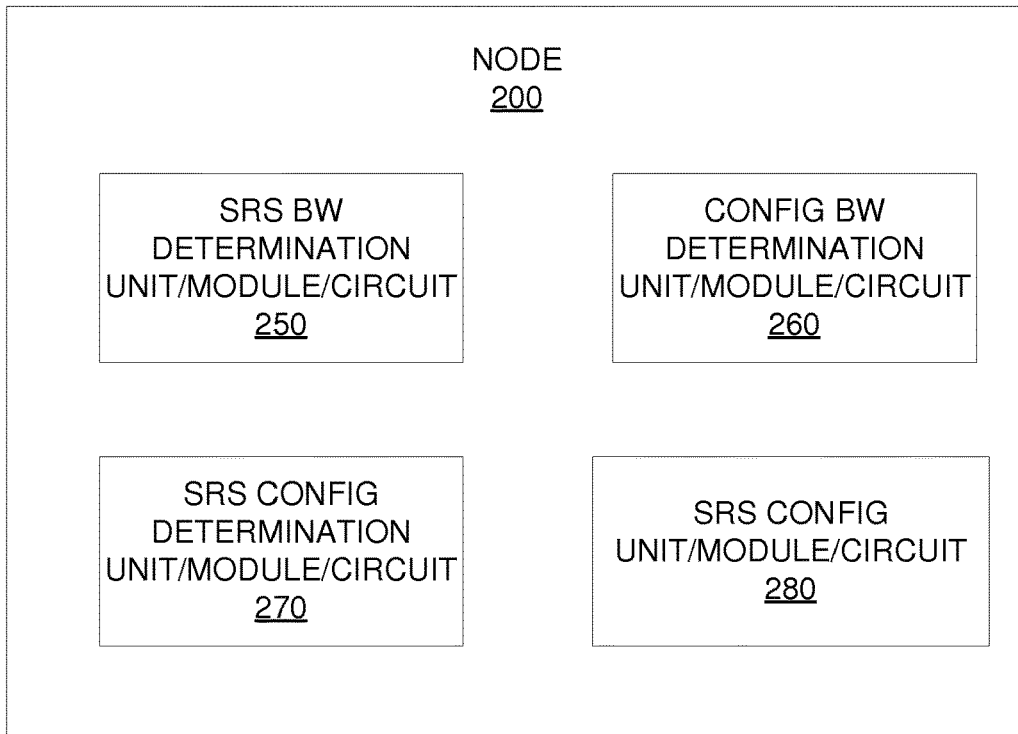 NODE
200
SRS BW
DETERMINATION
UNIT/MODULE/CIRCUIT
250
CONFIG BW
DETERMINATION
UNIT/MODULE/CIRCUIT
260
SRS CONFIG
DETERMINATION
UNIT/MODULE/CIRCUIT
270
SRS CONFIG
UNIT/MODULE/CIRCUIT
280